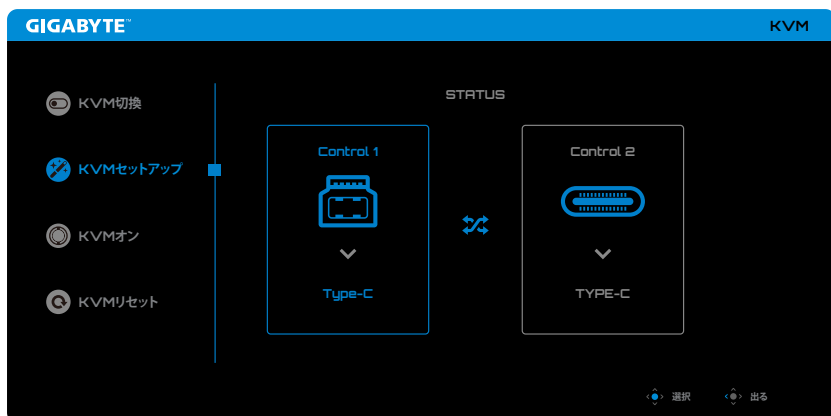 GIGABYTE™
KVM
KVM切換
KVMセットアップ
KVMオン
KVMリセット
STATUS
Control 1
Type-C
Control 2
TYPE-C
選択
出る